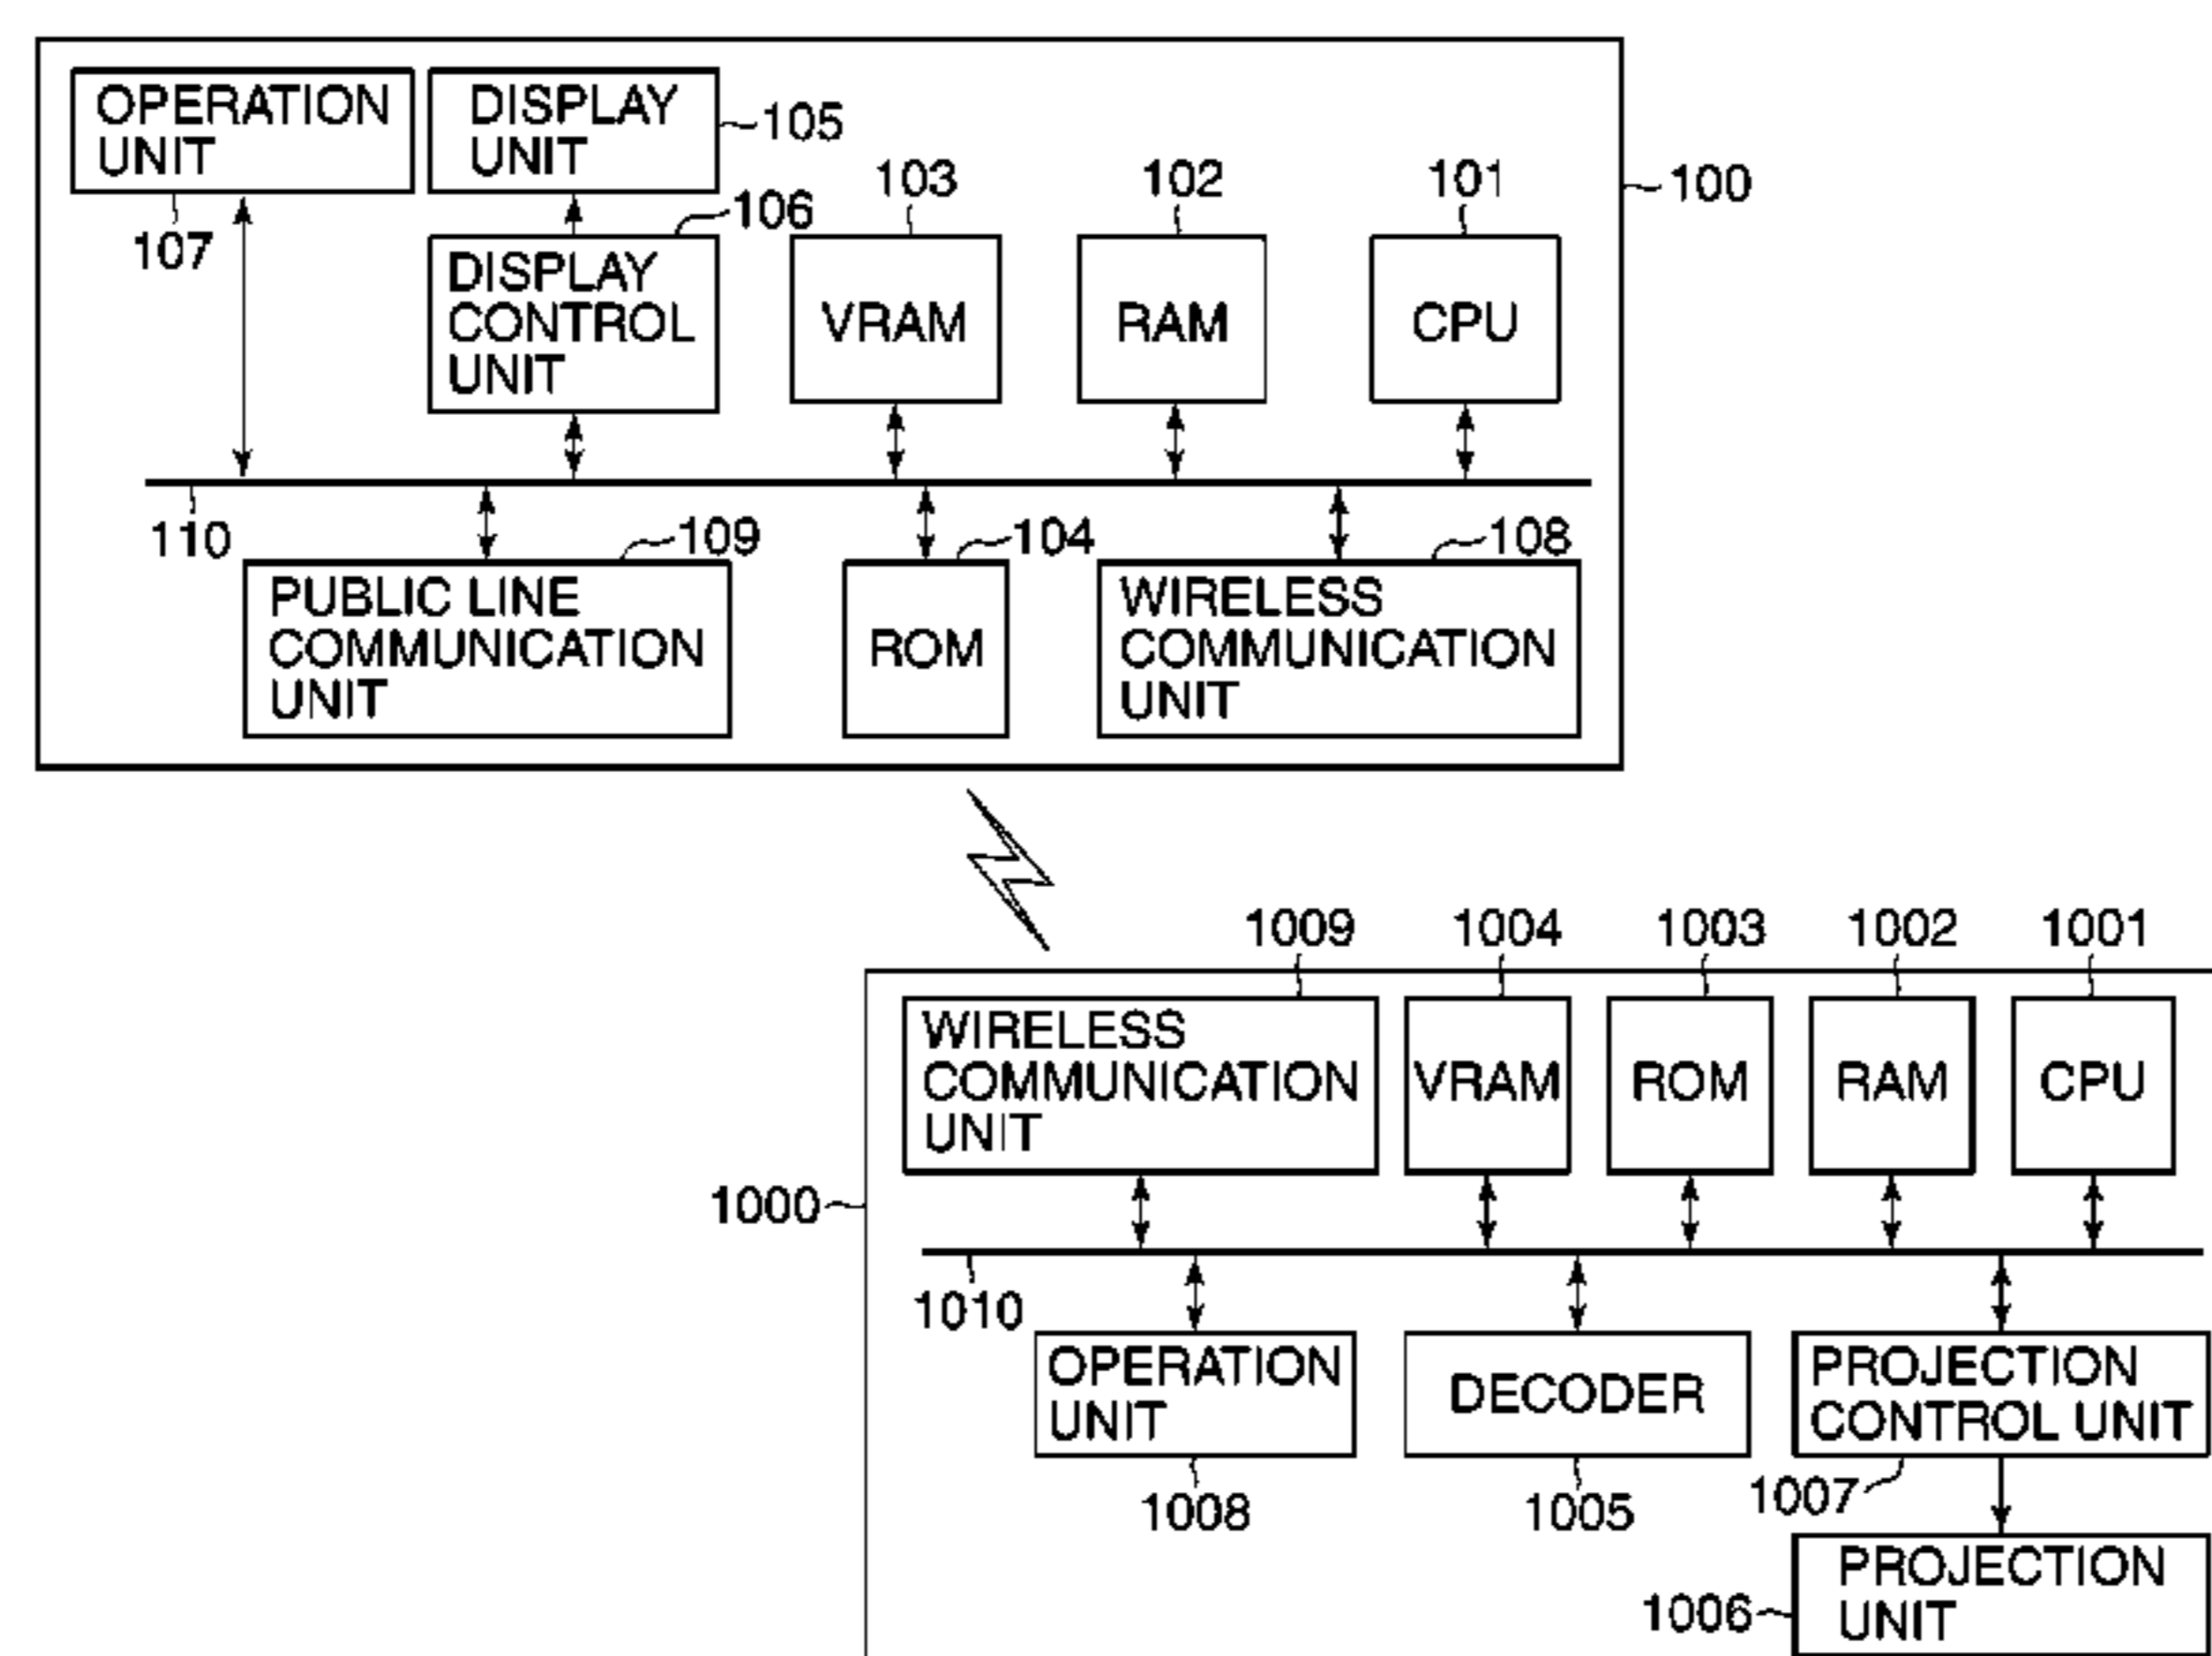 OPERATION
UNIT
DISPLAY
UNIT
105
103
102
101
100
107
106
DISPLAY
CONTROL
UNIT
VRAM
RAM
CPU
110
109
104
108
PUBLIC LINE
COMMUNICATION
UNIT
ROM
WIRELESS
COMMUNICATION
UNIT
1009
1004
1003
1002
1001
WIRELESS
COMMUNICATION
UNIT
VRAM
ROM
RAM
CPU
1000
1010
OPERATION
UNIT
DECODER
PROJECTION
CONTROL UNIT
1008
1005
1007
PROJECTION
UNIT
1006